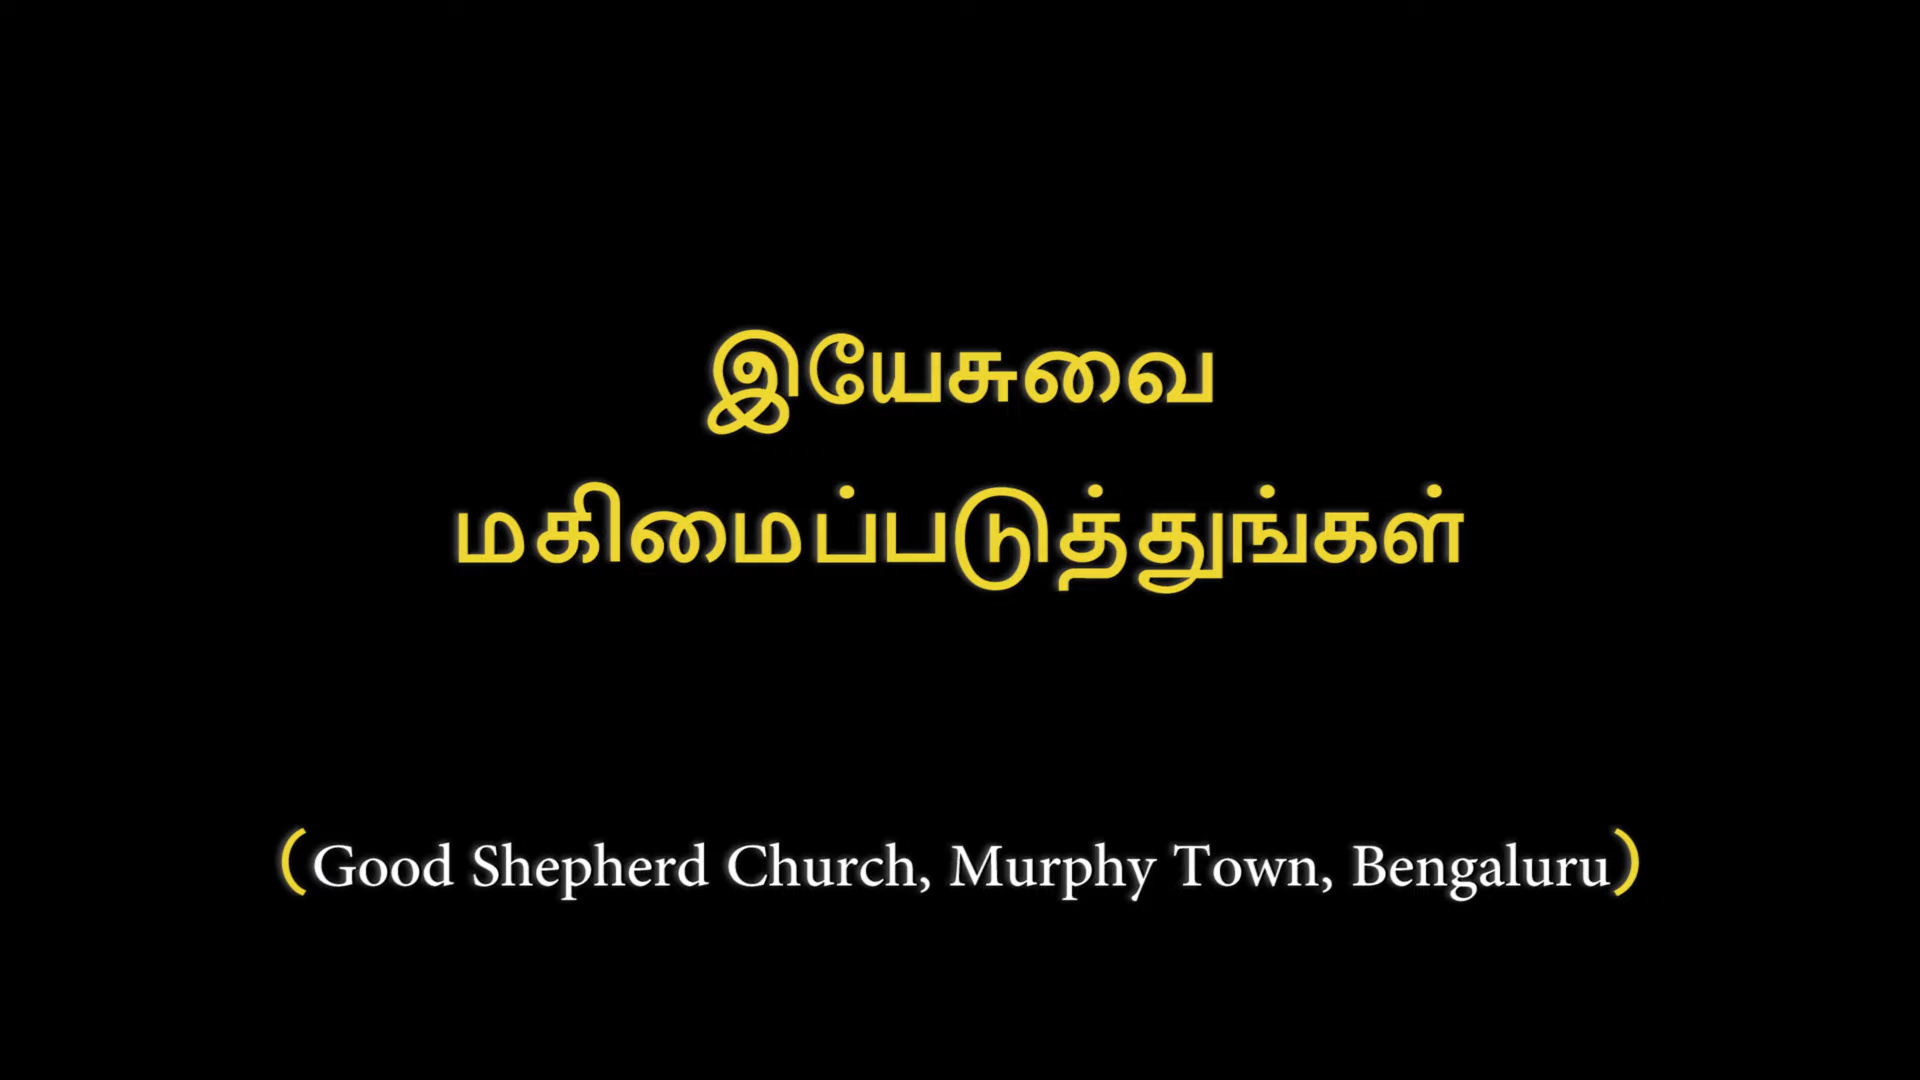 இயேசுவை
மகிமைப்படுத்துங்கள்
(Good Shepherd Church, Murphy Town, Bengaluru)